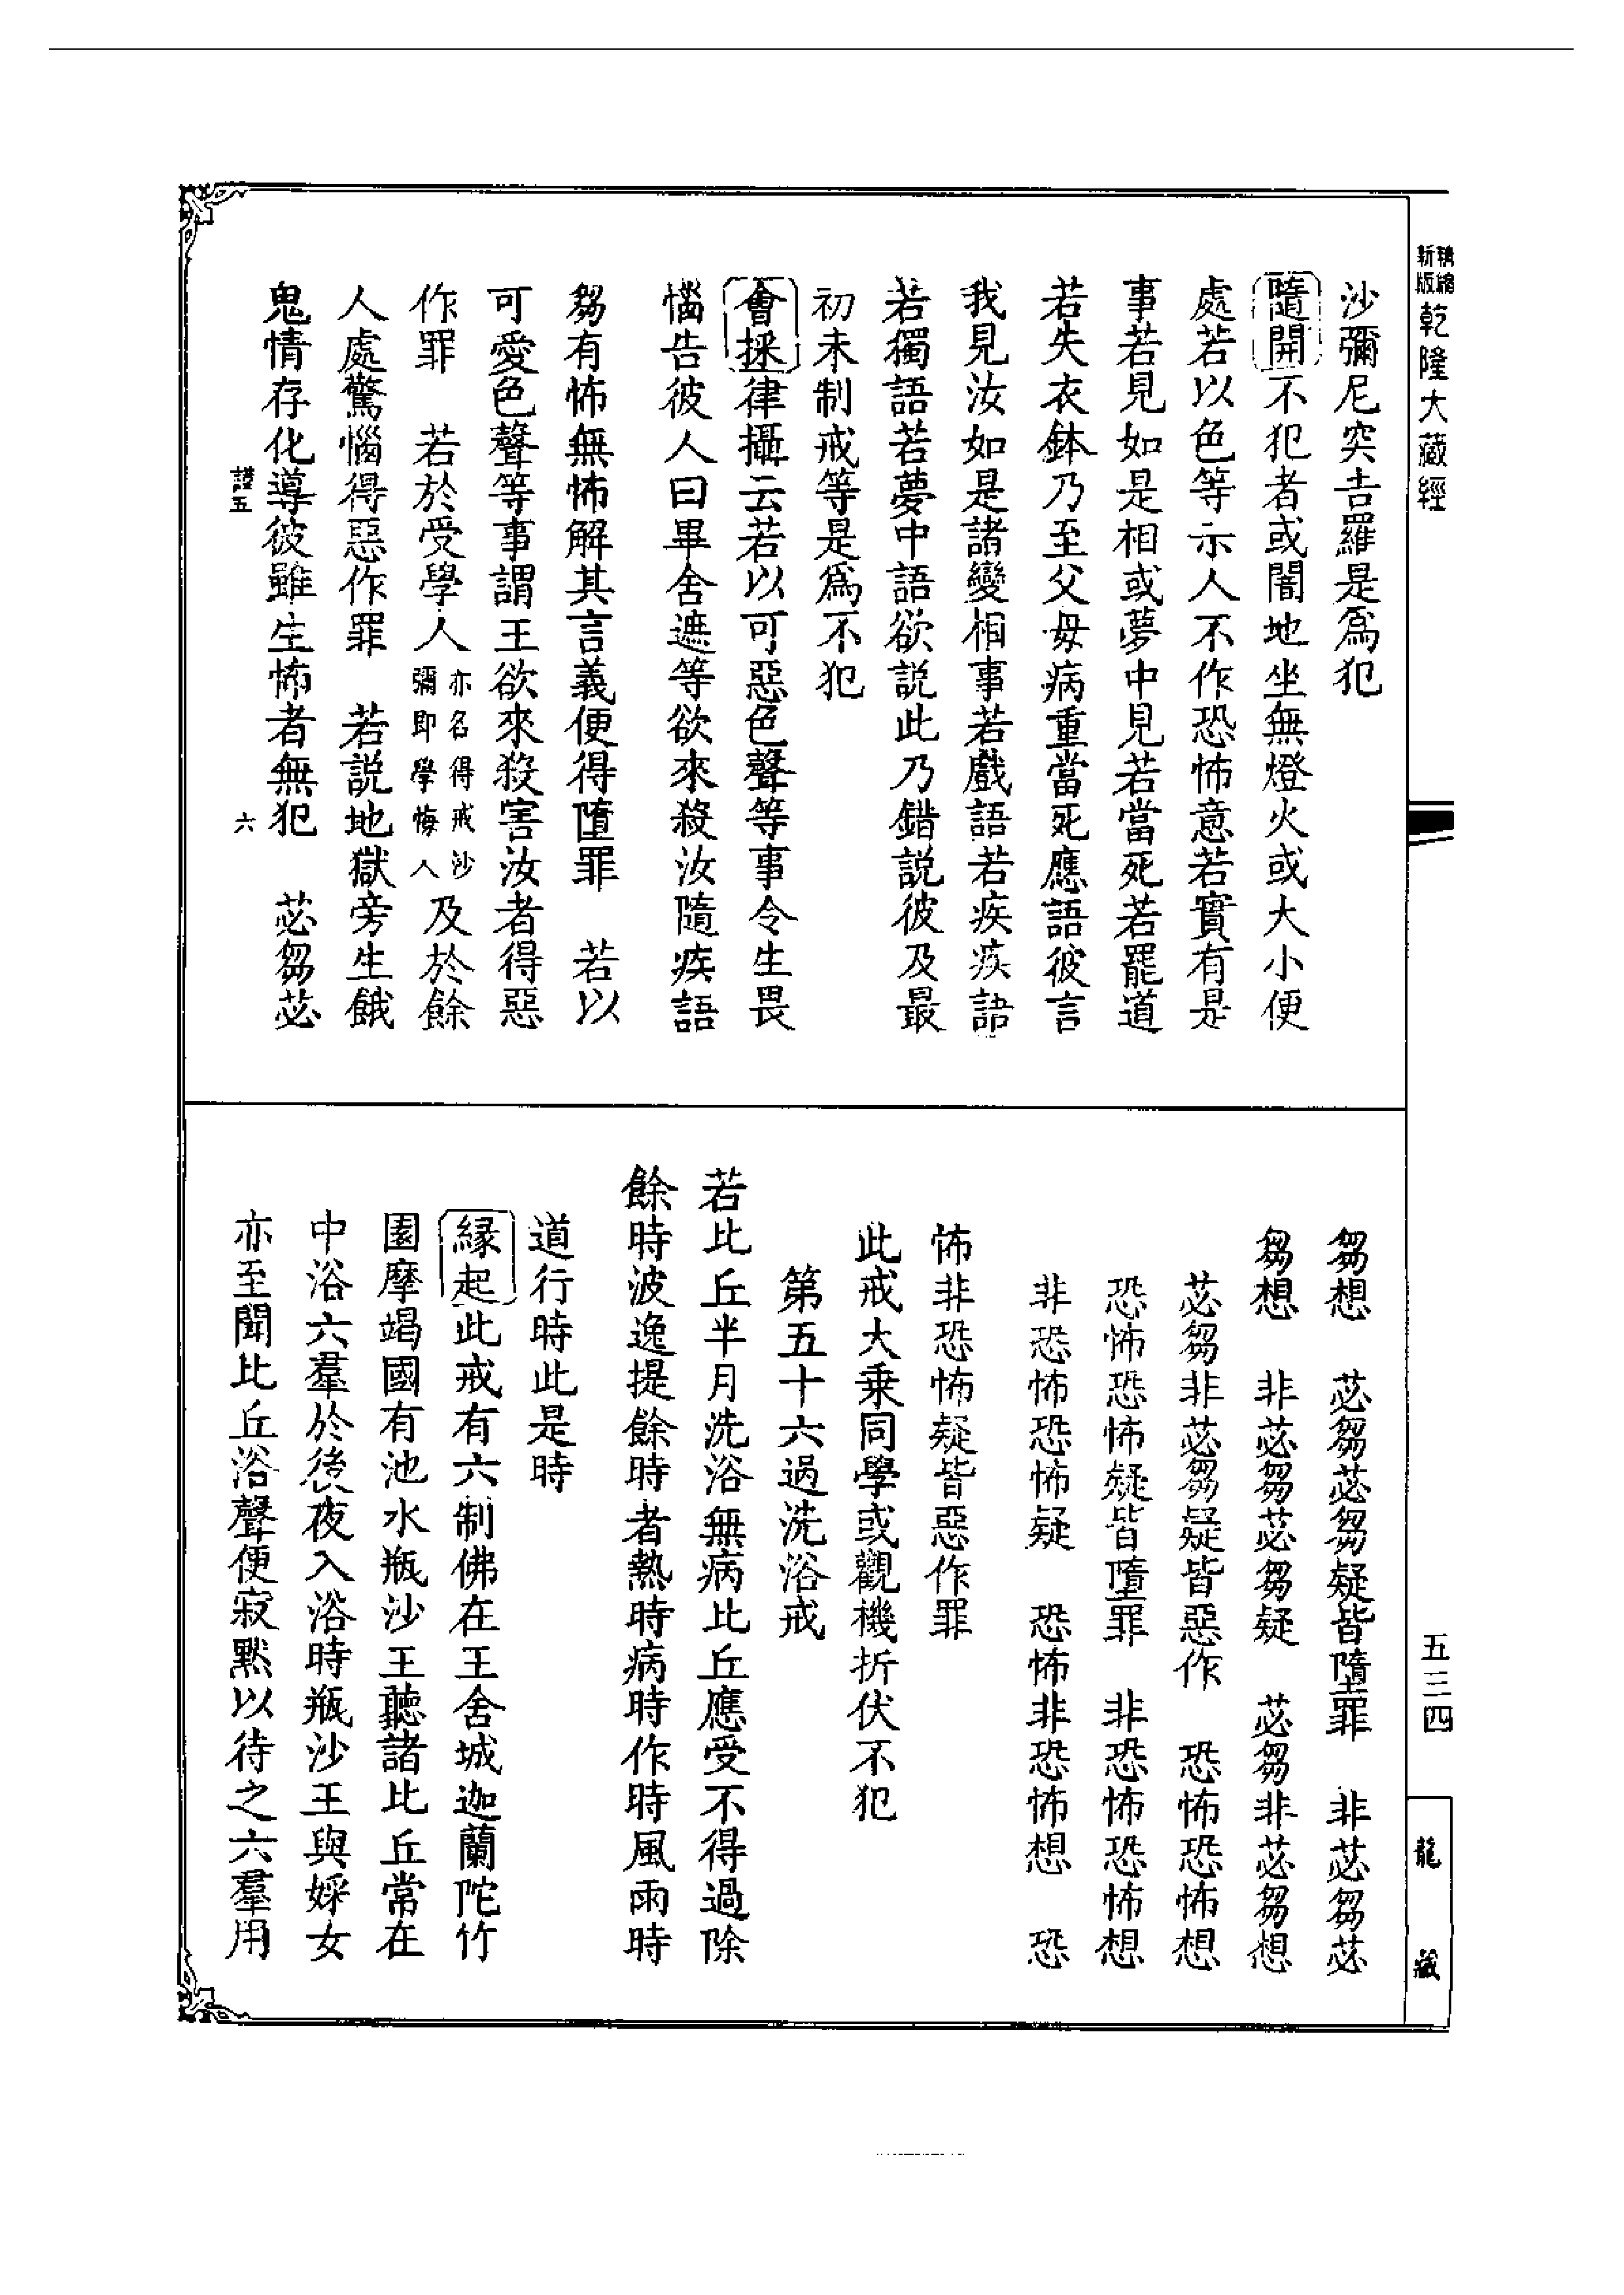 精縮新版乾隆大藏經
沙彌尼突吉羅是爲犯
隨開不犯者或闇地坐無燈火或大小便
處若以色等示人不作恐怖意若實有是
事若見如是相或夢中見若當死若罷道
若失衣鉢乃至父毋病重當死應語彼言
我見汝如是諸變相事若戲語若疾疾語
若獨語若夢中語欲説此乃錯説彼及最
初未制戒等是爲不犯
會採律攝云若以可惡色聲等事令生畏
惱告彼人曰畢舍遮等欲來殺汝隨疾語
芻有怖無怖解其言義便得墮罪　若以
可愛色聲等事謂王欲來殺害汝者得惡
作罪　若於受學人亦名得戒沙彌即學悔人及於餘
人處驚惱得惡作罪　若説地獄旁生餓
鬼情存化導彼雖生怖者無犯　苾芻苾
謹五　六
芻想　苾芻苾芻疑皆墮罪　非苾芻苾
芻想　非苾芻苾芻疑　苾芻非苾芻想
苾芻非苾芻疑皆惡作　恐怖恐怖想
恐怖恐怖疑皆墮罪　非恐怖恐怖想
非恐怖恐怖疑　恐怖非恐怖想　恐
怖非恐怖疑皆惡作罪
此戒大乗同學或觀機折伏不犯
第五十六過洗浴戒
若比丘半月洗浴無病比丘應受不得過除
餘時波逸提餘時者熱時病時作時風雨時
道行時此是時
縁起此戒有六制佛在王舍城迦蘭陀竹
園摩竭國有池水瓶沙王聽諸比丘常在
中浴六羣於後夜入浴時瓶沙王與婇女
亦至聞比丘浴聲便寂黙以待之六羣用
五三四
龍藏